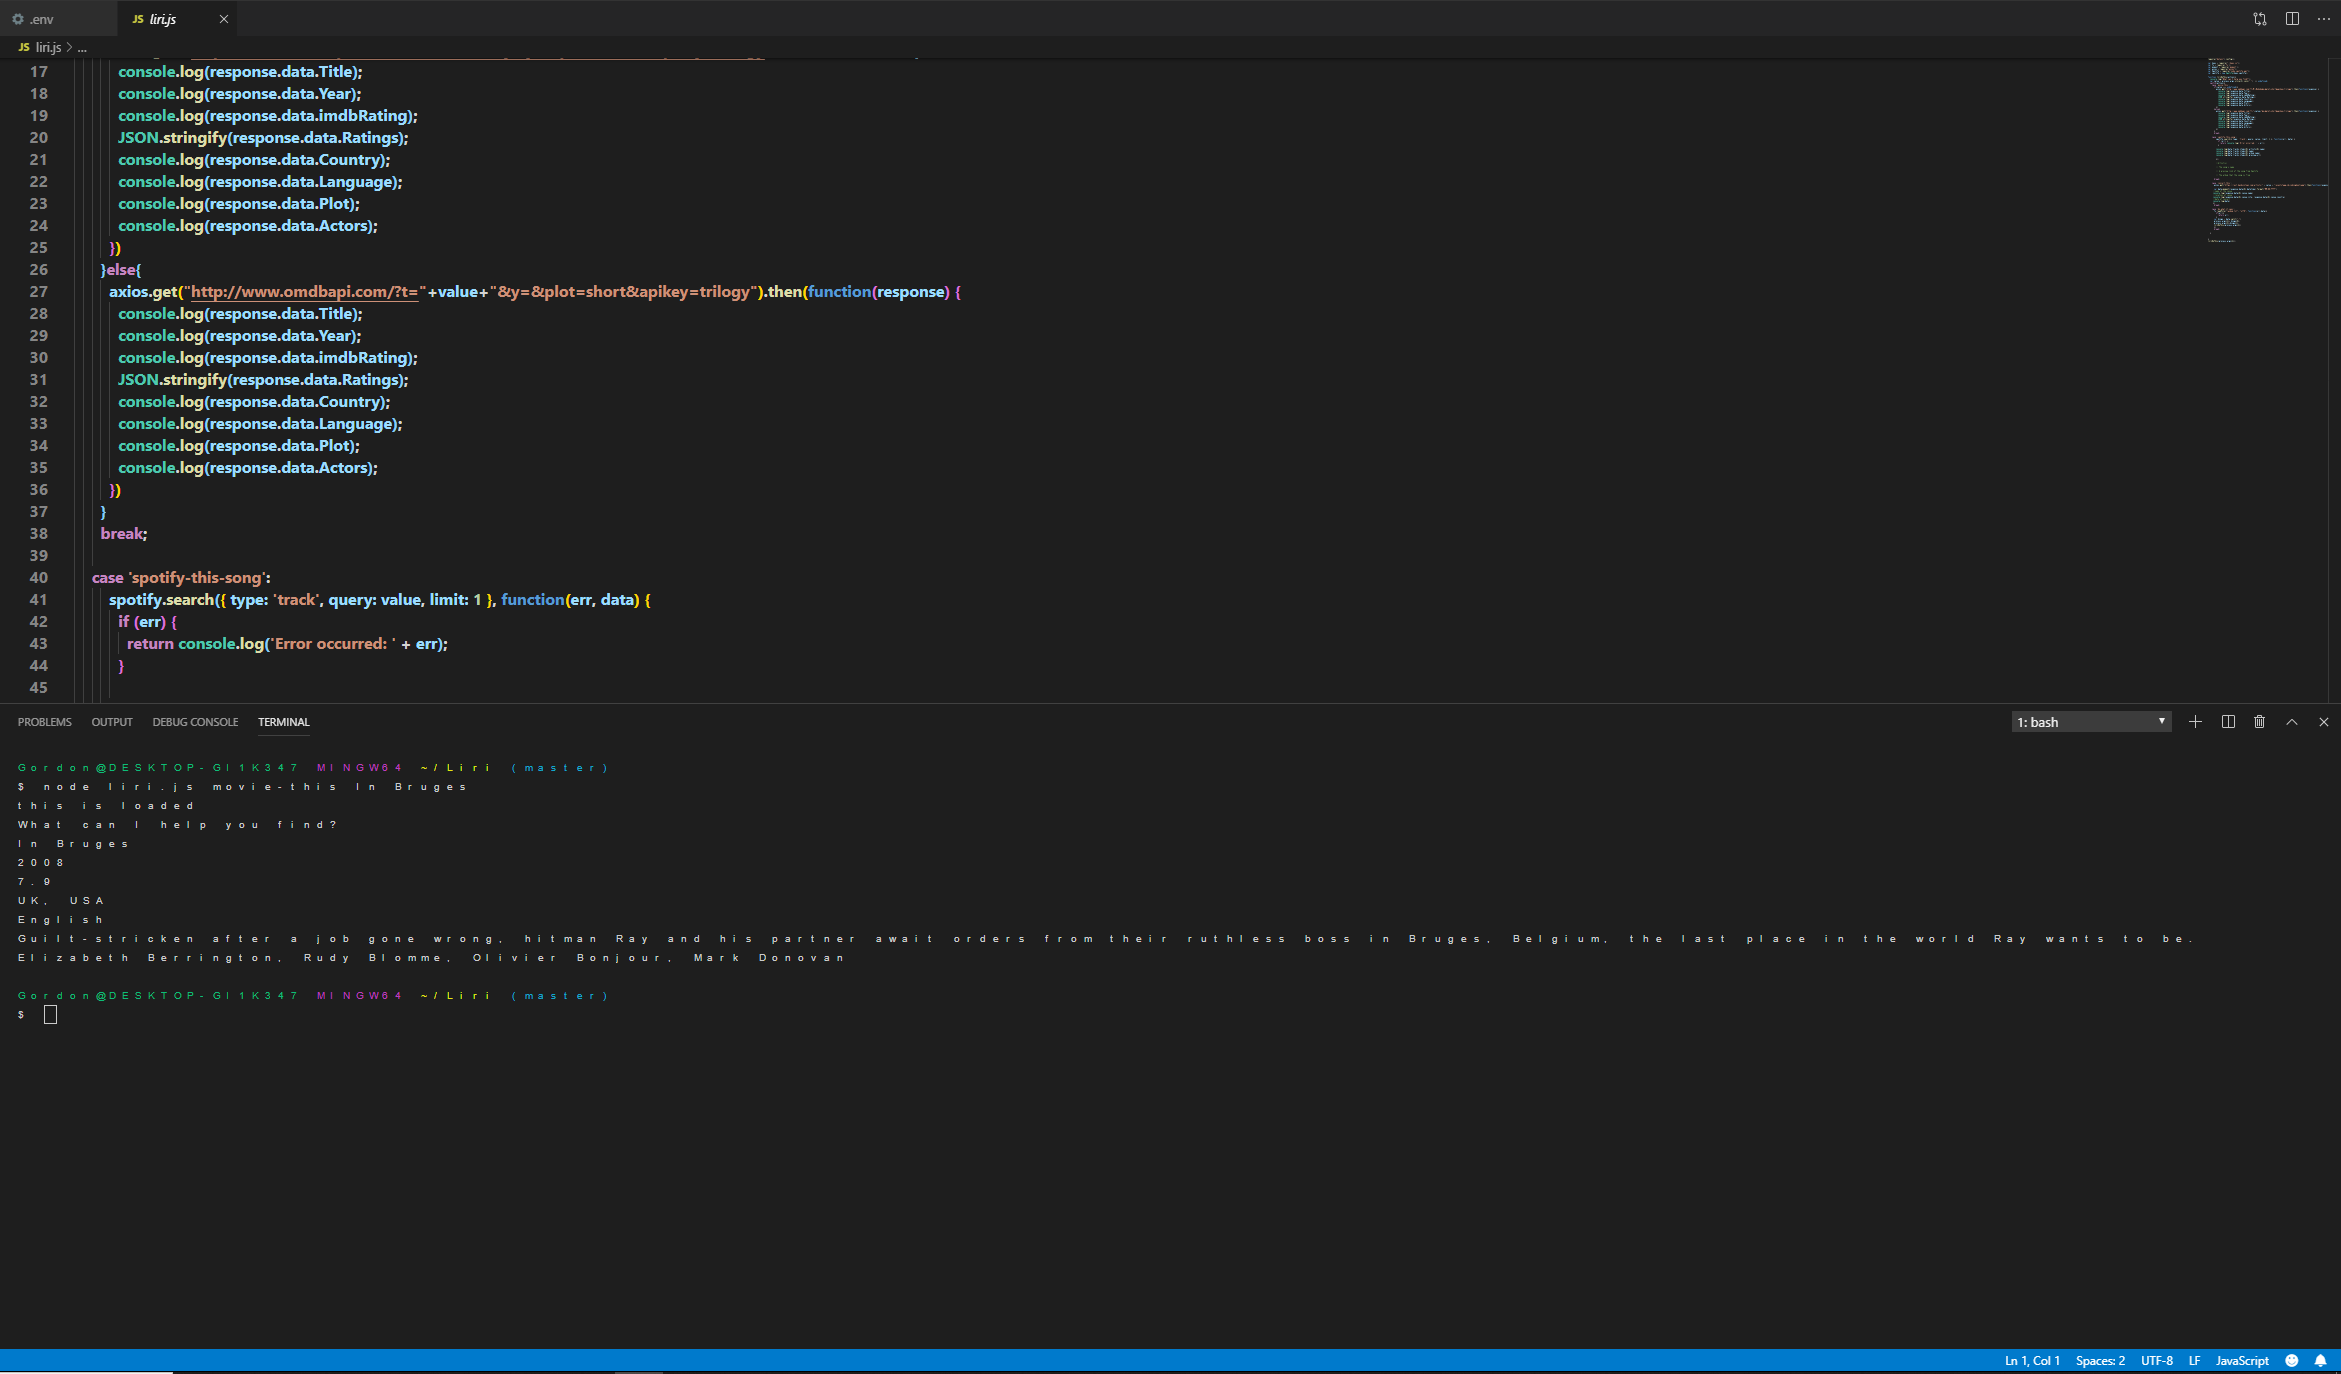 .env
JS liri.js
JS liri.js > ...
17 console.log(response.data.Title);
18 console.log(response.data.Year);
19 console.log(response.data.imdbRating);
20 JSON.stringify(response.data.Ratings);
21 console.log(response.data.Country);
22 console.log(response.data.Language);
23 console.log(response.data.Plot);
24 console.log(response.data.Actors);
25 })
26 }else{
27 axios.get("http://www.omdbapi.com/?t="+value+"&y=&plot=short&apikey=trilogy").then(function(response) {
28 console.log(response.data.Title);
29 console.log(response.data.Year);
30 console.log(response.data.imdbRating);
31 JSON.stringify(response.data.Ratings);
32 console.log(response.data.Country);
33 console.log(response.data.Language);
34 console.log(response.data.Plot);
35 console.log(response.data.Actors);
36 })
37 }
38 break;
39
40 case 'spotify-this-song':
41 spotify.search({ type: 'track', query: value, limit: 1 }, function(err, data) {
42 if (err) {
43 return console.log('Error occurred: ' + err);
44 }
45
PROBLEMS OUTPUT DEBUG CONSOLE TERMINAL 1: bash
Gordon@DESKTOP-GI1K347 MINGW64 ~/Liri (master)
$ node liri.js movie-this In Bruges
this is loaded
What can I help you find?
In Bruges
2008
7.9
UK, USA
English
Guilt-stricken after a job gone wrong, hitman Ray and his partner await orders from their ruthless boss in Bruges, Belgium, the last place in the world Ray wants to be.
Elizabeth Berrington, Rudy Blomme, Olivier Bonjour, Mark Donovan
Gordon@DESKTOP-GI1K347 MINGW64 ~/Liri (master)
$
Ln 1, Col 1 Spaces: 2 UTF-8 LF JavaScript